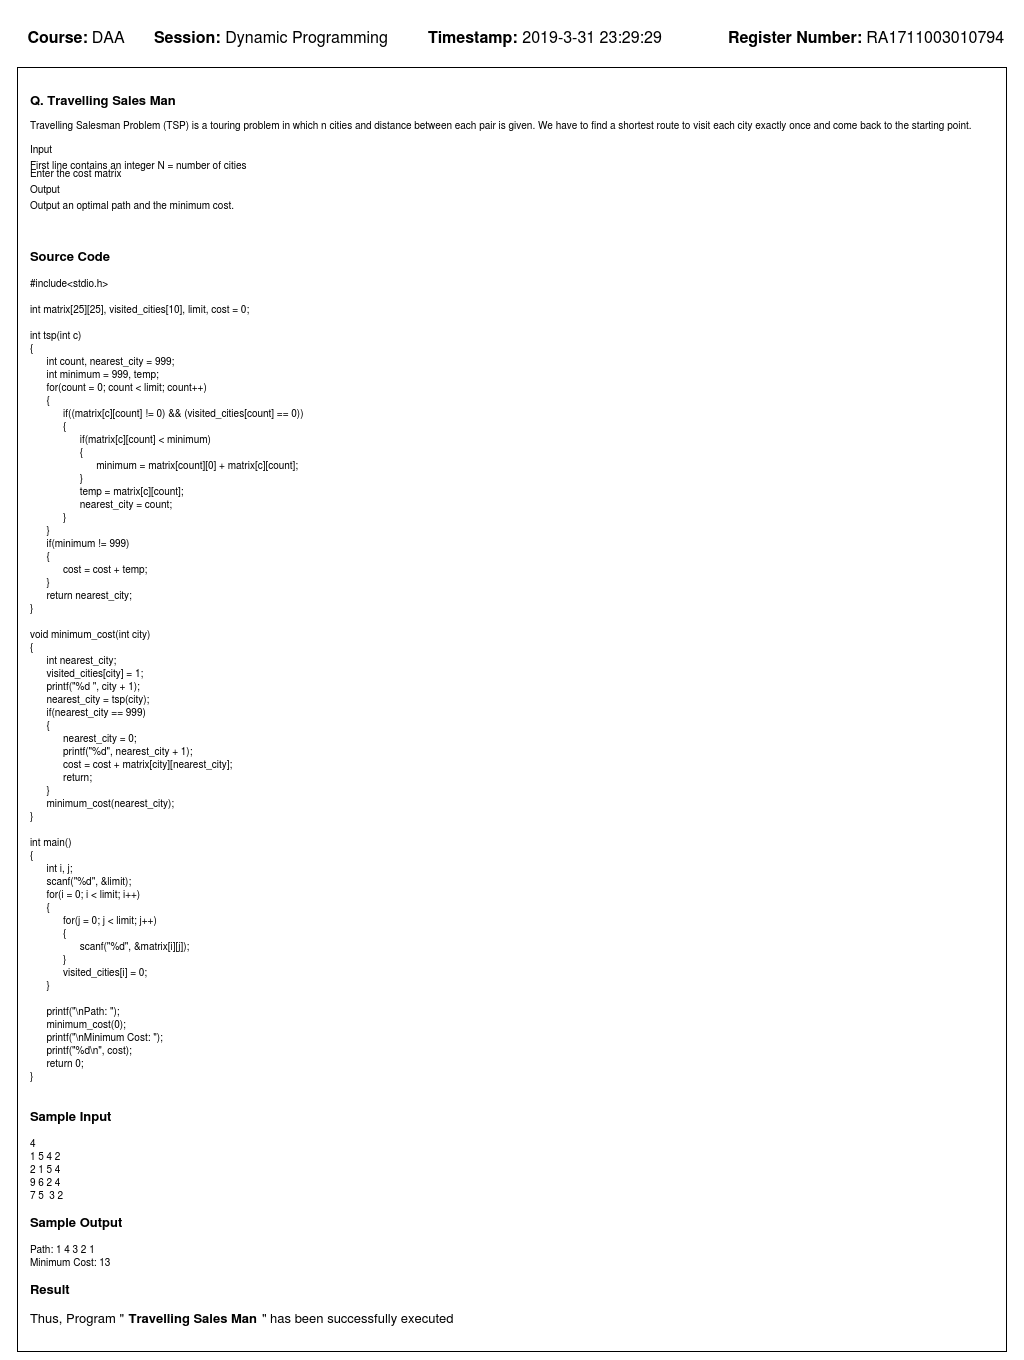 Course: DAA Session: Dynamic Programming Timestamp: 2019-3-31 23:29:29 Register Number: RA1711003010794
Q. Travelling Sales Man
Travelling Salesman Problem (TSP) is a touring problem in which n cities and distance between each pair is given. We have to find a shortest route to visit each city exactly once and come back to the starting point.
Input
First line contains an integer N = number of cities
Enter the cost matrix
Output
Output an optimal path and the minimum cost.
Source Code
#include<stdio.h>
int matrix[25][25], visited_cities[10], limit, cost = 0;
int tsp(int c)
{
int count, nearest_city = 999;
int minimum = 999, temp;
for(count = 0; count < limit; count++)
{
if((matrix[c][count] != 0) && (visited_cities[count] == 0))
{
if(matrix[c][count] < minimum)
{
minimum = matrix[count][0] + matrix[c][count];
}
temp = matrix[c][count];
nearest_city = count;
}
}
if(minimum != 999)
{
cost = cost + temp;
}
return nearest_city;
}
void minimum_cost(int city)
{
int nearest_city;
visited_cities[city] = 1;
printf("%d ", city + 1);
nearest_city = tsp(city);
if(nearest_city == 999)
{
nearest_city = 0;
printf("%d", nearest_city + 1);
cost = cost + matrix[city][nearest_city];
return;
}
minimum_cost(nearest_city);
}
int main()
{
int i, j;
scanf("%d", &limit);
for(i = 0; i < limit; i++)
{
for(j = 0; j < limit; j++)
{
scanf("%d", &matrix[i][j]);
}
visited_cities[i] = 0;
}
printf("\nPath: ");
minimum_cost(0);
printf("\nMinimum Cost: ");
printf("%d\n", cost);
return 0;
}
Sample Input
4
1 5 4 2
2 1 5 4
9 6 2 4
7 5  3 2
Sample Output
Path: 1 4 3 2 1
Minimum Cost: 13
Result
Thus, Program " Travelling Sales Man " has been successfully executed